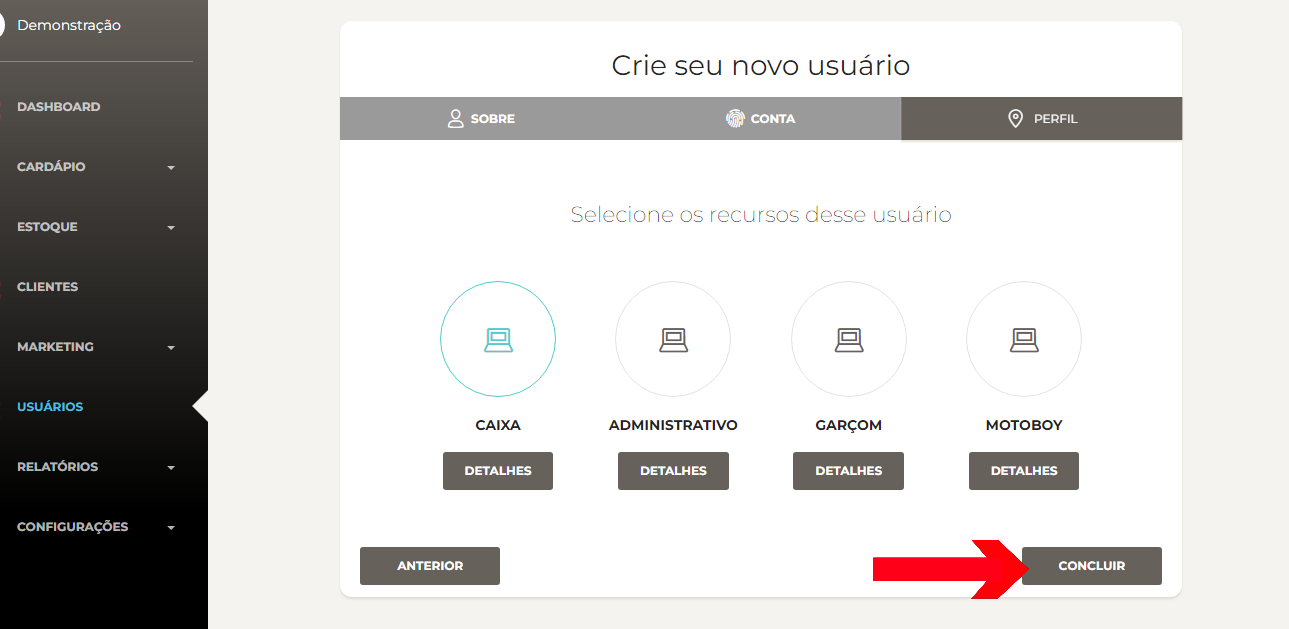 Demonstração
DASHBOARD
CARDÁPIO
ESTOQUE
CLIENTES
MARKETING
USUÁRIOS
RELATÓRIOS
CONFIGURAÇÕES
Crie seu novo usuário
SOBRE CONTA PERFIL
Selecione os recursos desse usuário
CAIXA ADMINISTRATIVO GARÇOM MOTOBOY
DETALHES DETALHES DETALHES DETALHES
ANTERIOR CONCLUIR